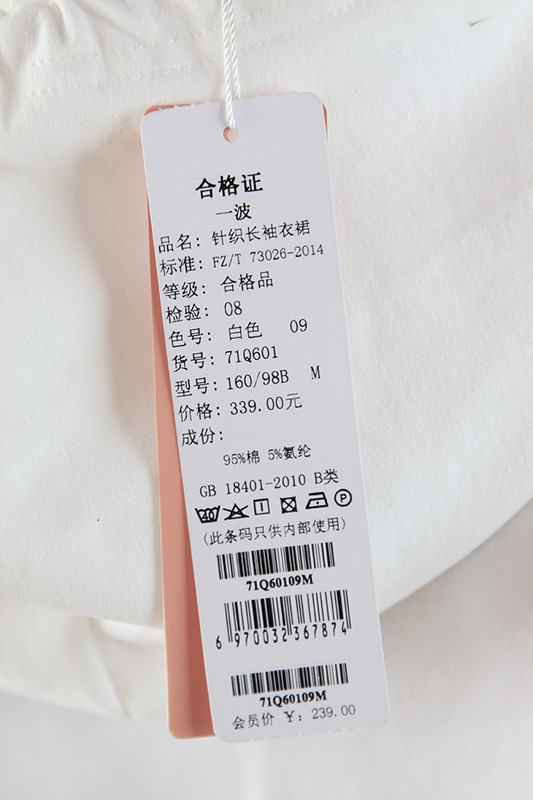 合格证
一波
品名: 针织长袖衣裙
标准: FZ/T 73026-2014
等级: 合格品
检验: 08
色号: 白色 09
货号: 71Q601
型号: 160/98B M
价格: 339.00元
成份:
95%棉 5%氨纶
GB 18401-2010 B类
40 P
(此条码只供内部使用)
71Q60109M
6 970032 367874
71Q60109M
会员价 ¥: 239.00